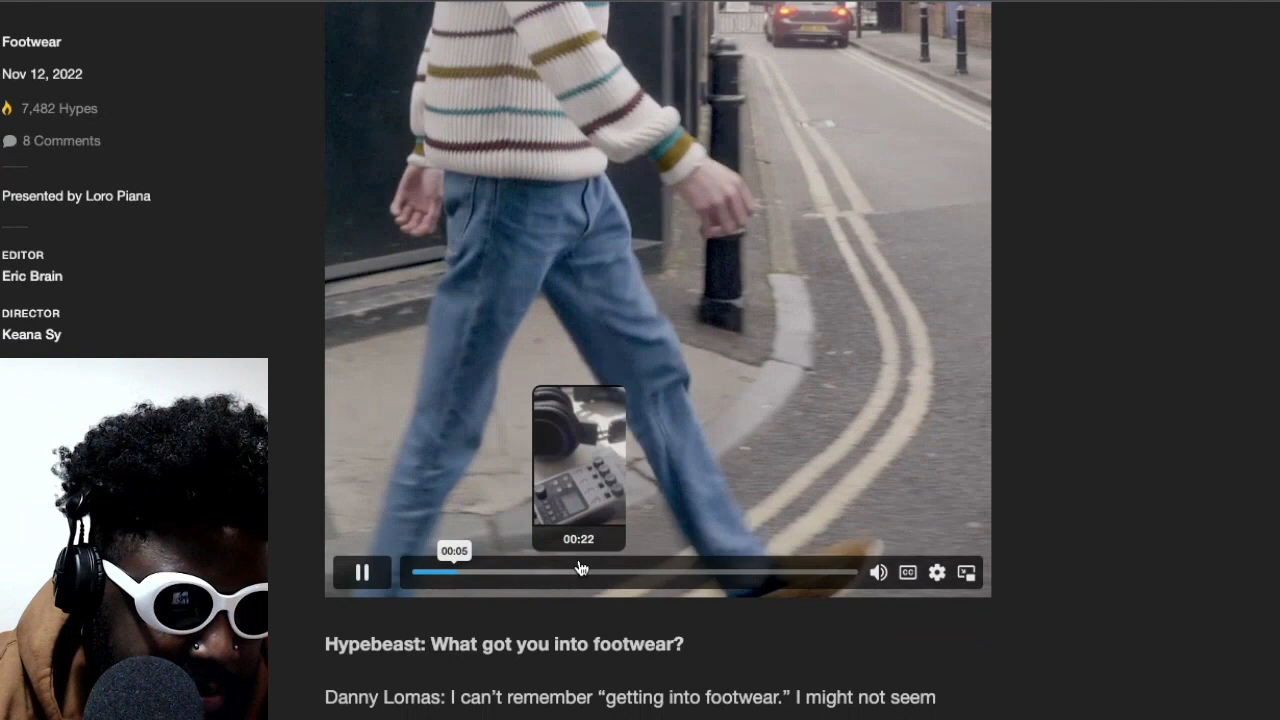 Footwear
Nov 12, 2022
7,482 Hypes
8 Comments
Presented by Loro Piana
EDITOR
Eric Brain
DIRECTOR
Keana Sy
00:22
00:05
CC
Hypebeast: What got you into footwear?
Danny Lomas: I can’t remember “getting into footwear.” I might not seem